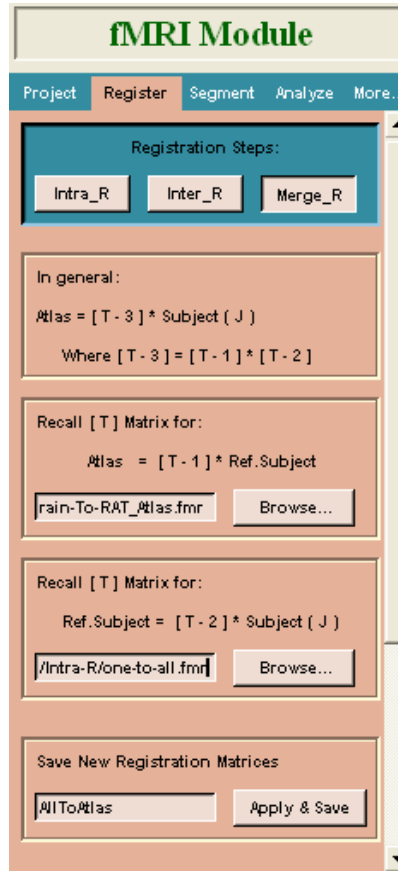 fMRI Module
Project Register Segment Analyze More..
Registration Steps:
Intra_R Inter_R Merge_R
In general:
Atlas = [ T - 3 ] * Subject ( J )
Where [ T - 3 ] = [ T - 1 ] * [ T - 2 ]
Recall [ T ] Matrix for:
Atlas = [ T - 1 ] * Ref.Subject
rain-To-RAT_Atlas.fmr Browse...
Recall [ T ] Matrix for:
Ref.Subject = [ T - 2 ] * Subject ( J )
/Intra-R/one-to-all.fmr Browse...
Save New Registration Matrices
AllToAtlas Apply & Save